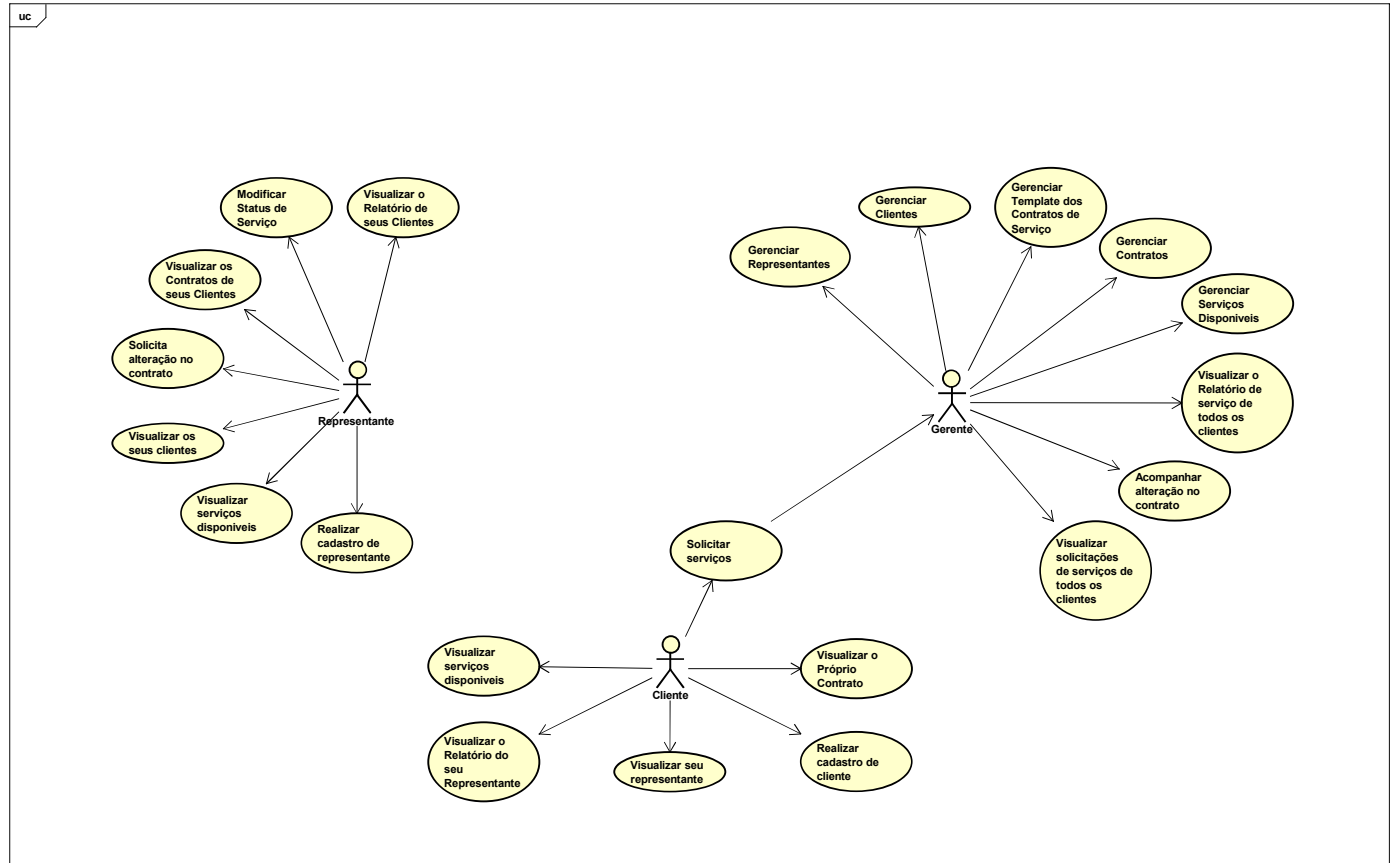 uc
Modificar
Status de
Serviço
Visualizar o
Relatório de
seus Clientes
Visualizar os
Contratos de
seus Clientes
Solicita
alteração no
contrato
Visualizar os
seus clientes
Visualizar
serviços
disponiveis
Realizar
cadastro de
representante
Representante
Gerenciar
Representantes
Gerenciar
Clientes
Gerenciar
Template dos
Contratos de
Serviço
Gerenciar
Contratos
Gerenciar
Serviços
Disponiveis
Visualizar o
Relatório de
serviço de
todos os
clientes
Gerente
Acompanhar
alteração no
contrato
Visualizar
solicitações
de serviços de
todos os
clientes
Solicitar
serviços
Visualizar
serviços
disponiveis
Cliente
Visualizar o
Próprio
Contrato
Visualizar o
Relatório do
seu
Representante
Visualizar seu
representante
Realizar
cadastro de
cliente